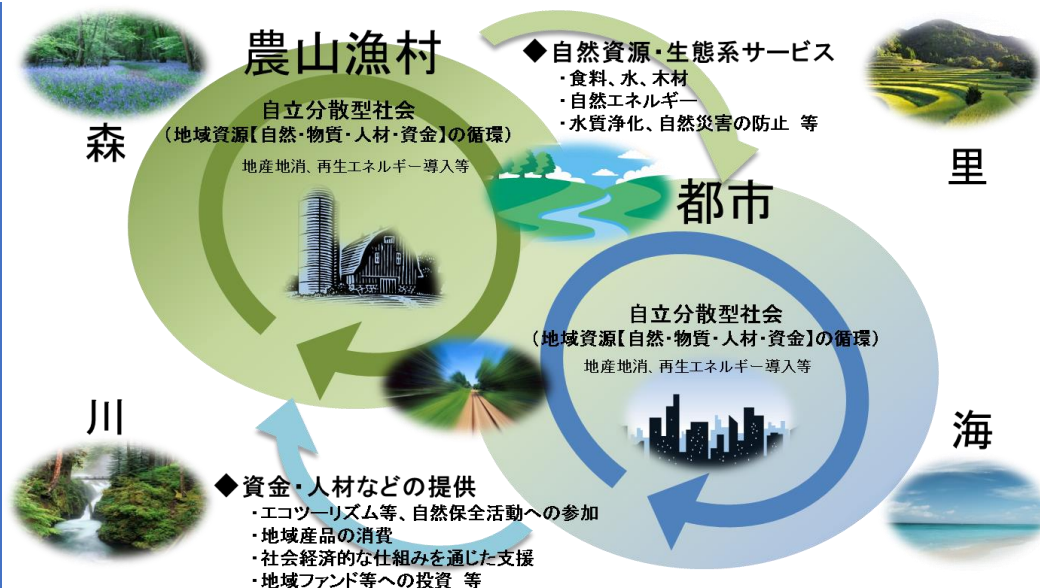 農山漁村
◆自然資源・生態系サービス
・食料、水、木材
・自然エネルギー
・水質浄化、自然災害の防止 等
自立分散型社会
（地域資源【自然・物質・人材・資金】の循環）
地産地消、再生エネルギー導入等
森
里
都市
自立分散型社会
（地域資源【自然・物質・人材・資金】の循環）
地産地消、再生エネルギー導入等
川
海
◆資金・人材などの提供
・エコツーリズム等、自然保全活動への参加
・地域産品の消費
・社会経済的な仕組みを通じた支援
・地域ファンド等への投資 等